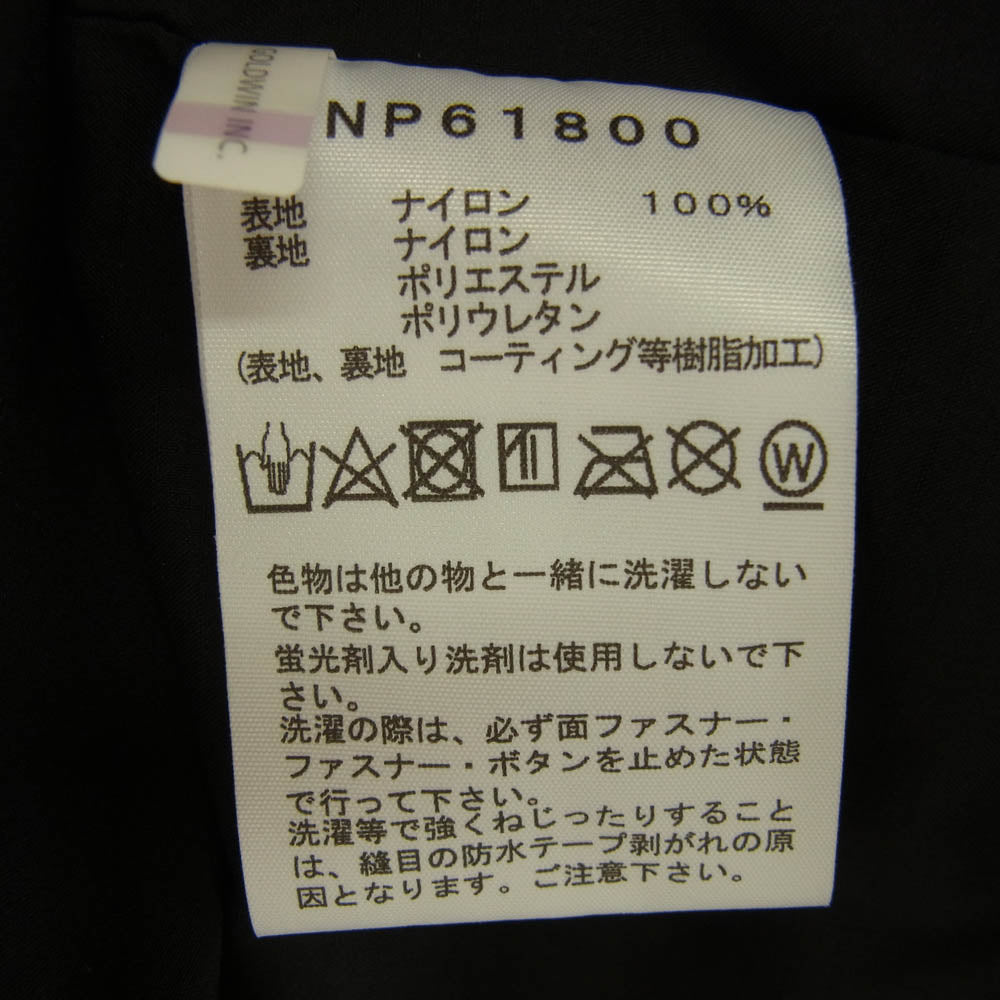 GOLDWIN INC.
NP61800
表地 ナイロン 100%
裏地 ナイロン
ポリエステル
ポリウレタン
(表地、裏地 コーティング等樹脂加工)
W
色物は他の物と一緒に洗濯しない
で下さい。
蛍光剤入り洗剤は使用しないで下
さい。
洗濯の際は、必ず面ファスナー・
ファスナー・ボタンを止めた状態
で行って下さい。
洗濯等で強くねじったりすること
は、縫目の防水テープ剥がれの原
因となります。ご注意下さい。